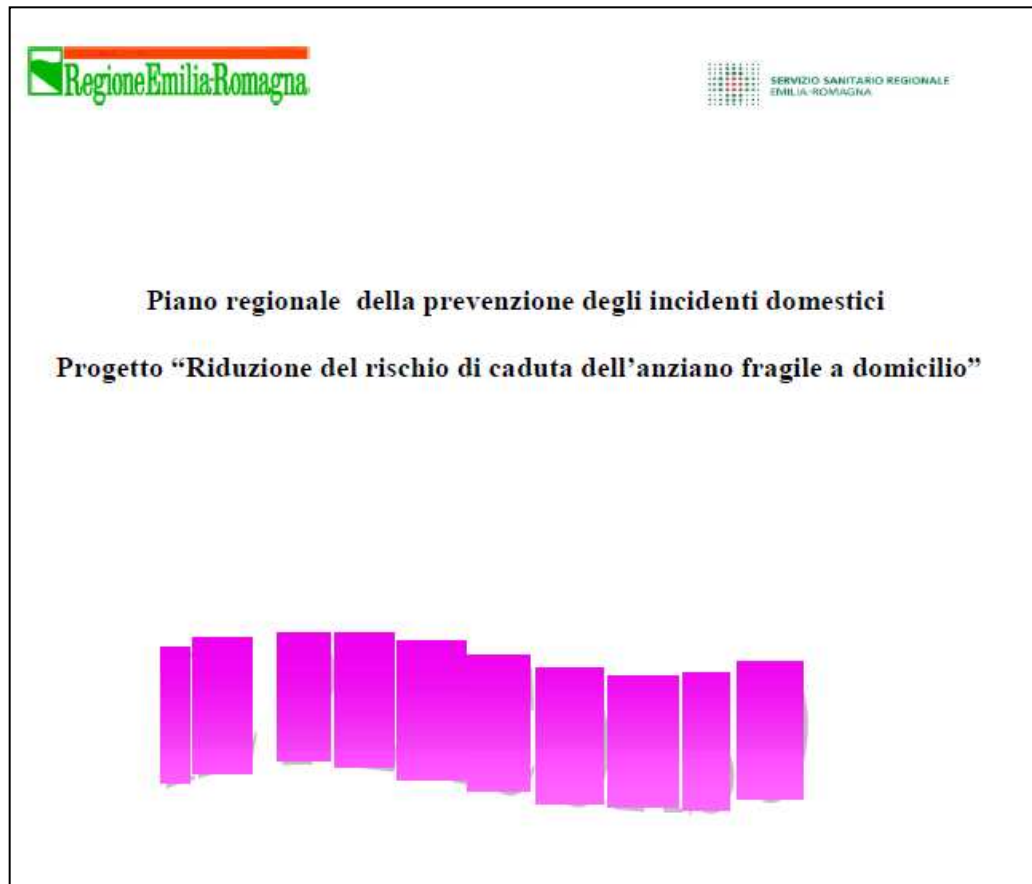 RegioneEmilia-Romagna
SERVIZIO SANITARIO REGIONALE
EMILIA-ROMAGNA
Piano regionale della prevenzione degli incidenti domestici
Progetto “Riduzione del rischio di caduta dell’anziano fragile a domicilio”